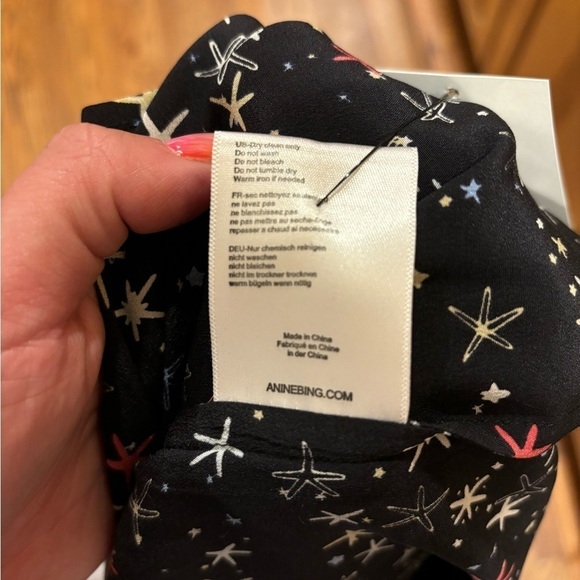 US-Dry clean only
Do not wash
Do not bleach
Do not tumble dry
Warm iron if needed
FR-sec nettoyez seulem
ne lavez pas
ne blanchissez pas
ne pas mettre au seche-linge
repasser a chaud si necessaire
DEU-Nur chemisch reinigen
nicht waschen
nicht bleichen
nicht im trockner trocknen
warm bügeln wenn nötig
Made in China
Fabriqué en Chine
in der China
ANINEBING.COM